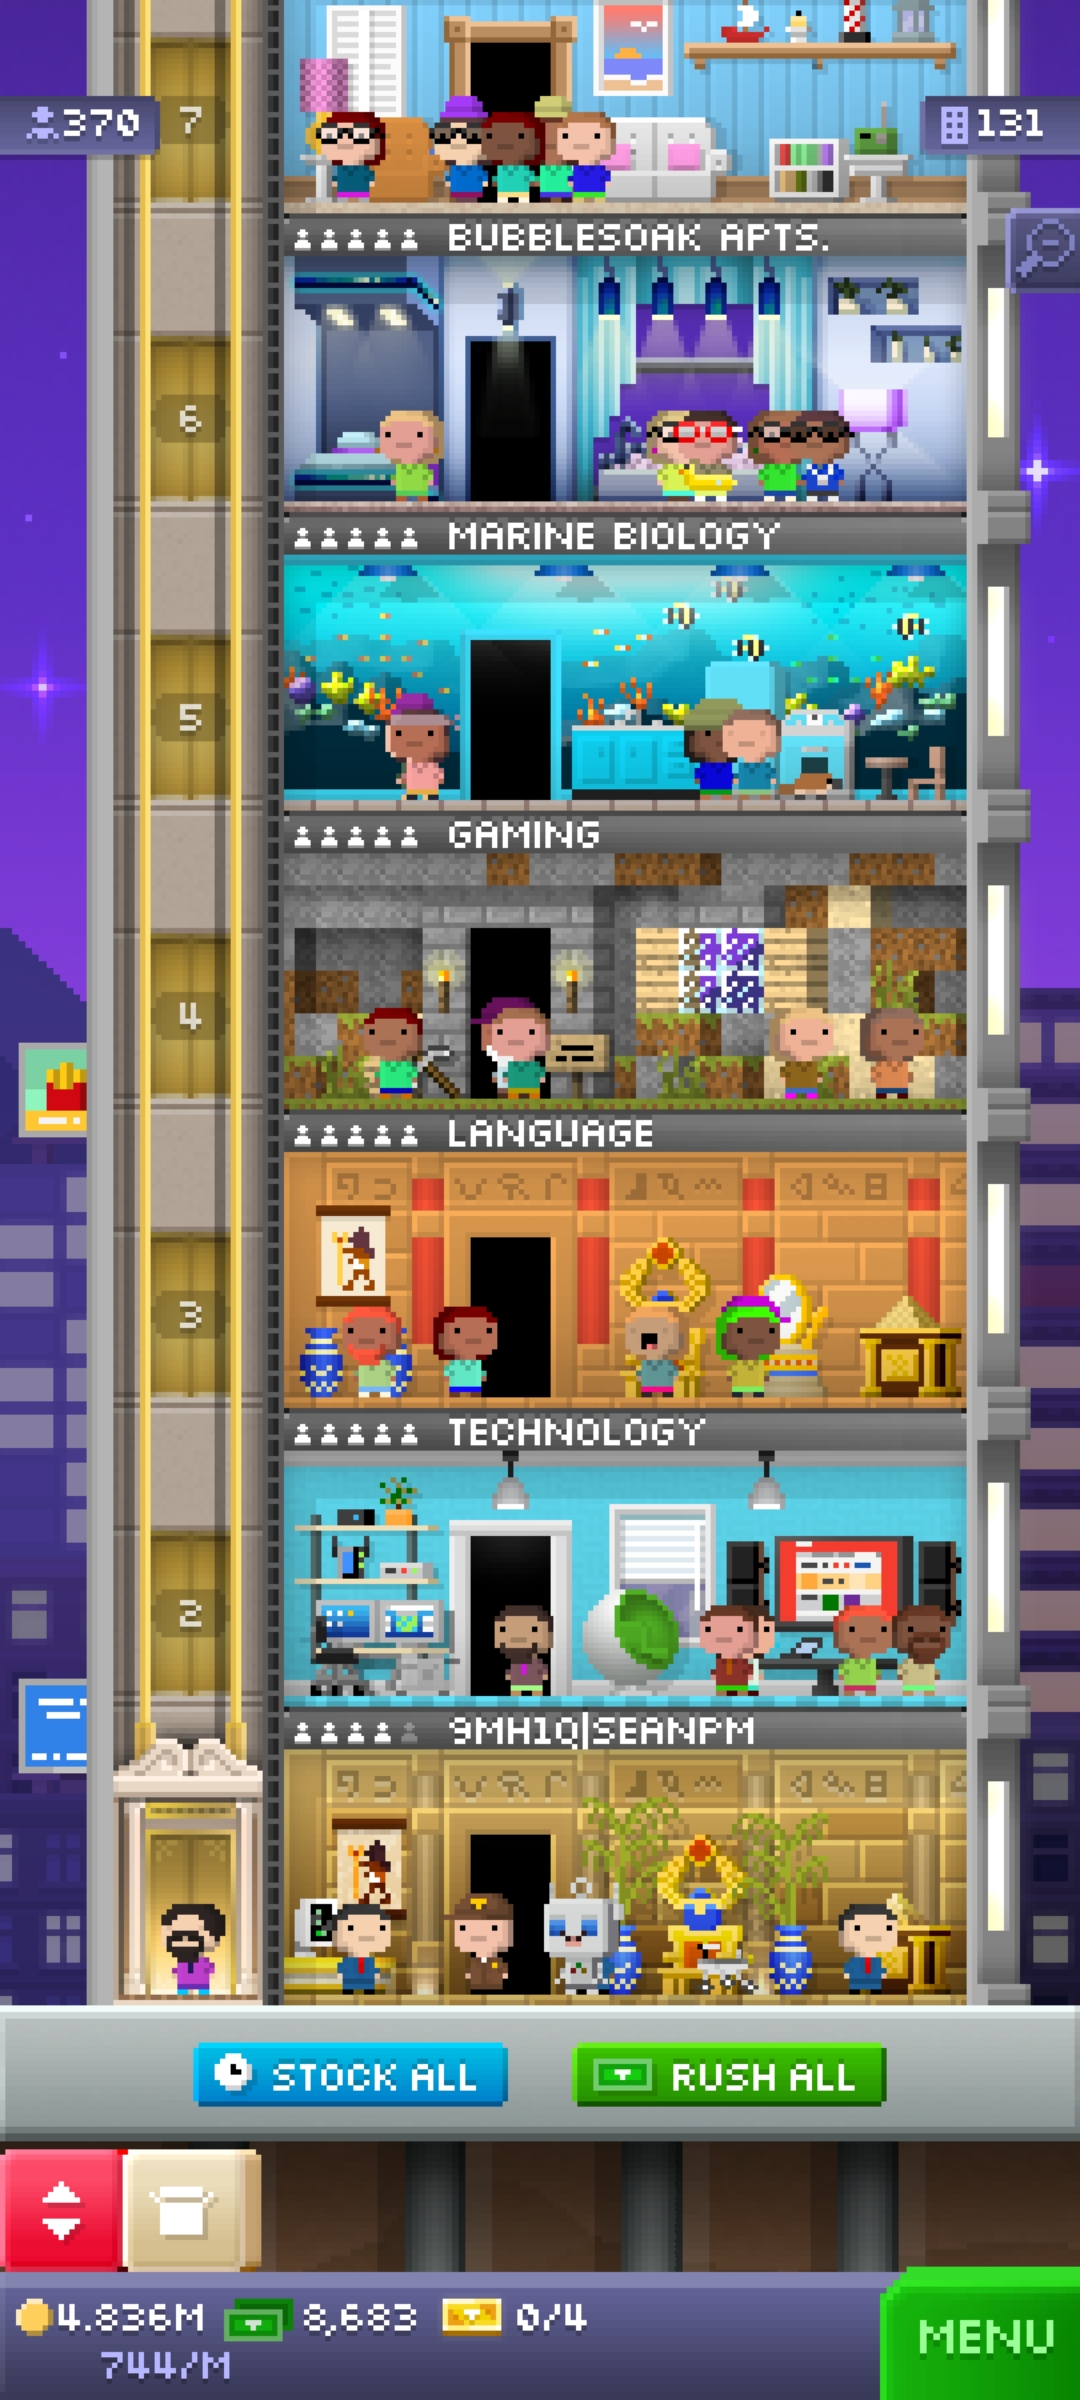 370
7
131
BUBBLESOAK APTS.
6
MARINE BIOLOGY
5
GAMING
4
LANGUAGE
3
TECHNOLOGY
2
9MH1Q|SEANPM
STOCK ALL
RUSH ALL
4.836M
8,683
0/4
744/M
MENU